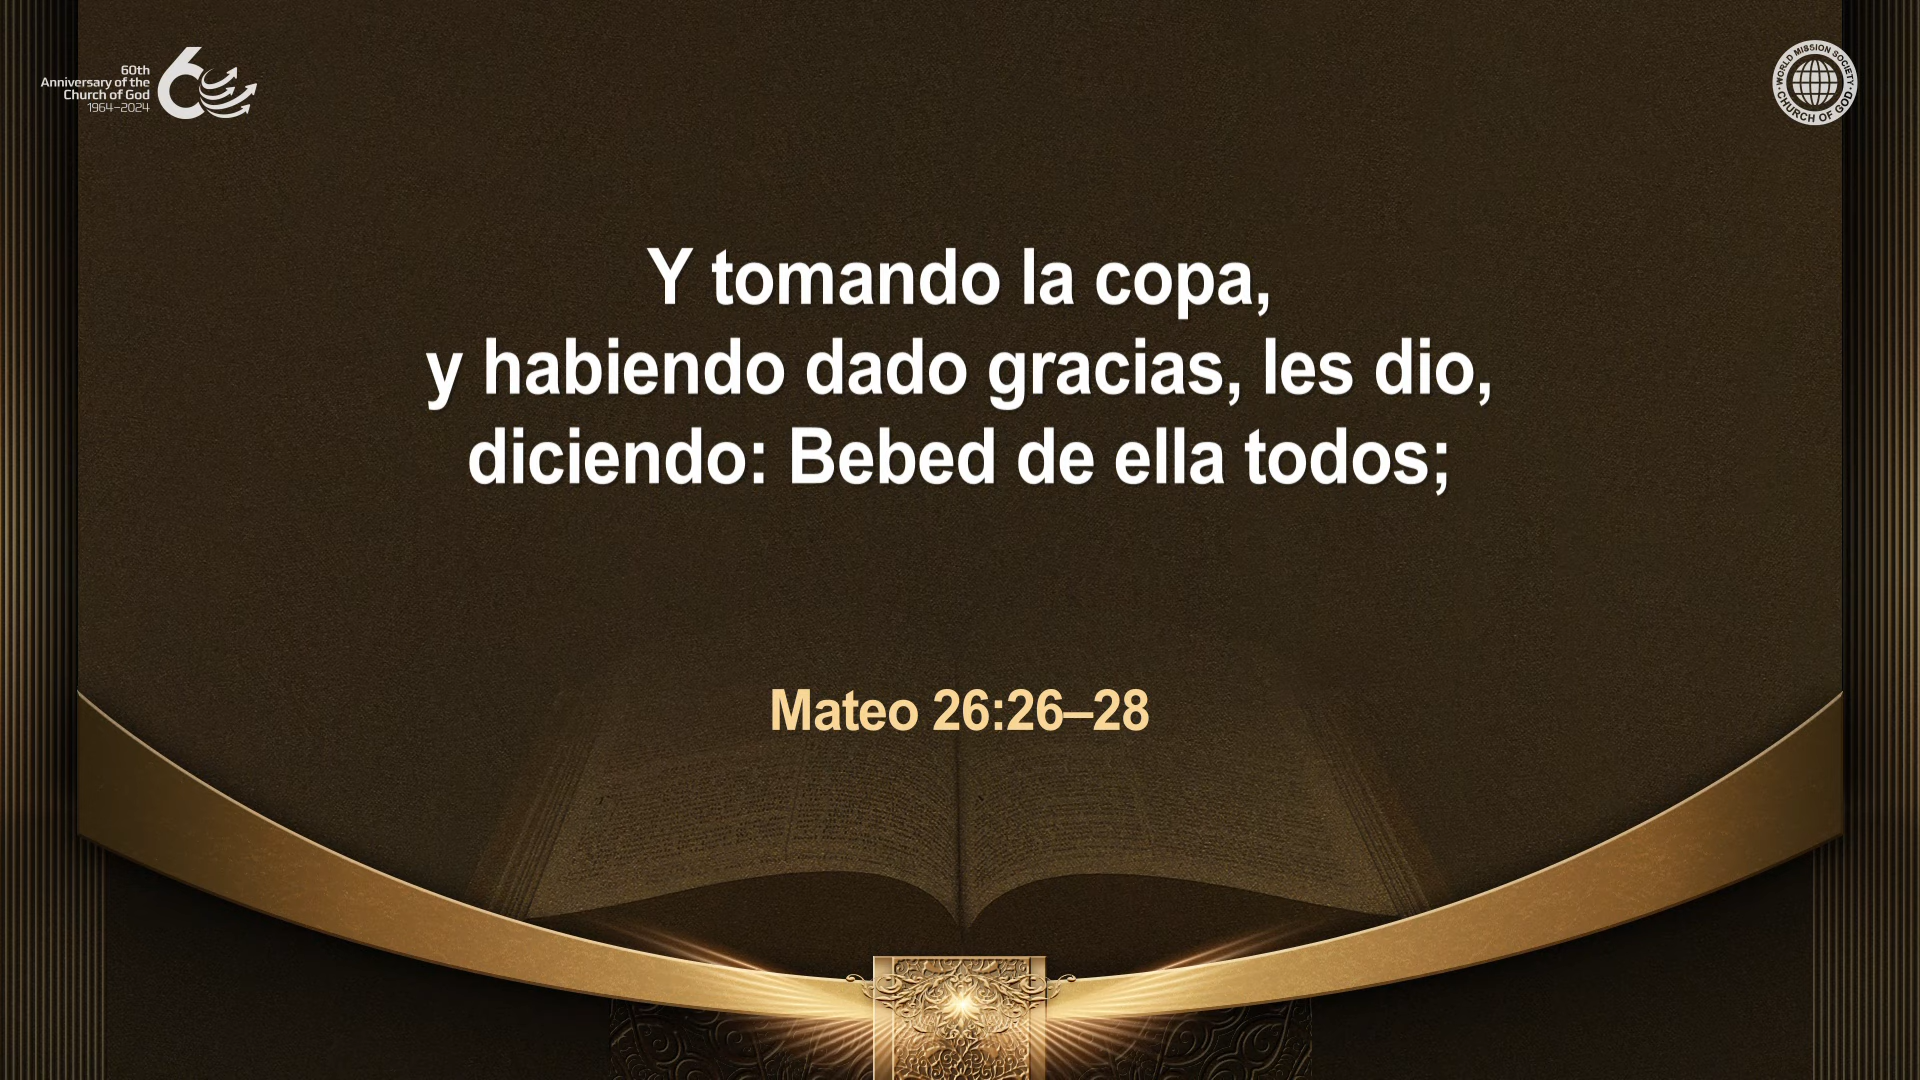 60th
Anniversary of the
Church of God
1964–2024
WORLD MISSION SOCIETY
CHURCH OF GOD
Y tomando la copa,
y habiendo dado gracias, les dio,
diciendo: Bebed de ella todos;
Mateo 26:26–28